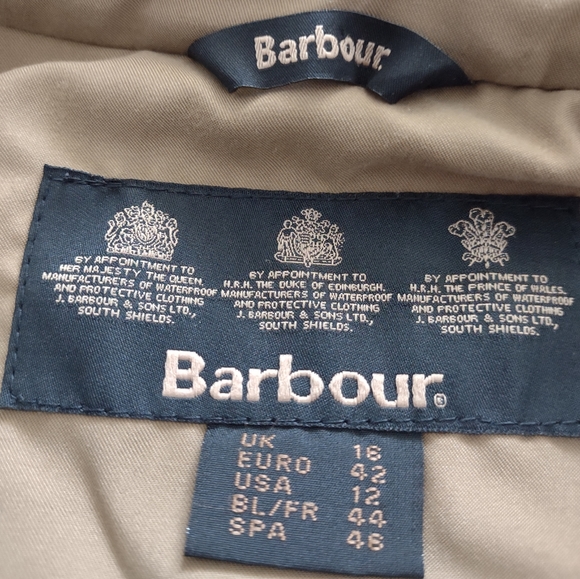 Barbour.
BY APPOINTMENT TO
HER MAJESTY THE QUEEN,
MANUFACTURERS OF WATERPROOF
AND PROTECTIVE CLOTHING
J. BARBOUR & SONS LTD.,
SOUTH SHIELDS.
BY APPOINTMENT TO
H.R.H. THE DUKE OF EDINBURGH,
MANUFACTURERS OF WATERPROOF
AND PROTECTIVE CLOTHING
J. BARBOUR & SONS LTD.,
SOUTH SHIELDS.
BY APPOINTMENT TO
H.R.H. THE PRINCE OF WALES,
MANUFACTURERS OF WATERPROOF
AND PROTECTIVE CLOTHING
J. BARBOUR & SONS LTD.,
SOUTH SHIELDS.
Barbour.®
UK 16
EURO 42
USA 12
BL/FR 44
SPA 46